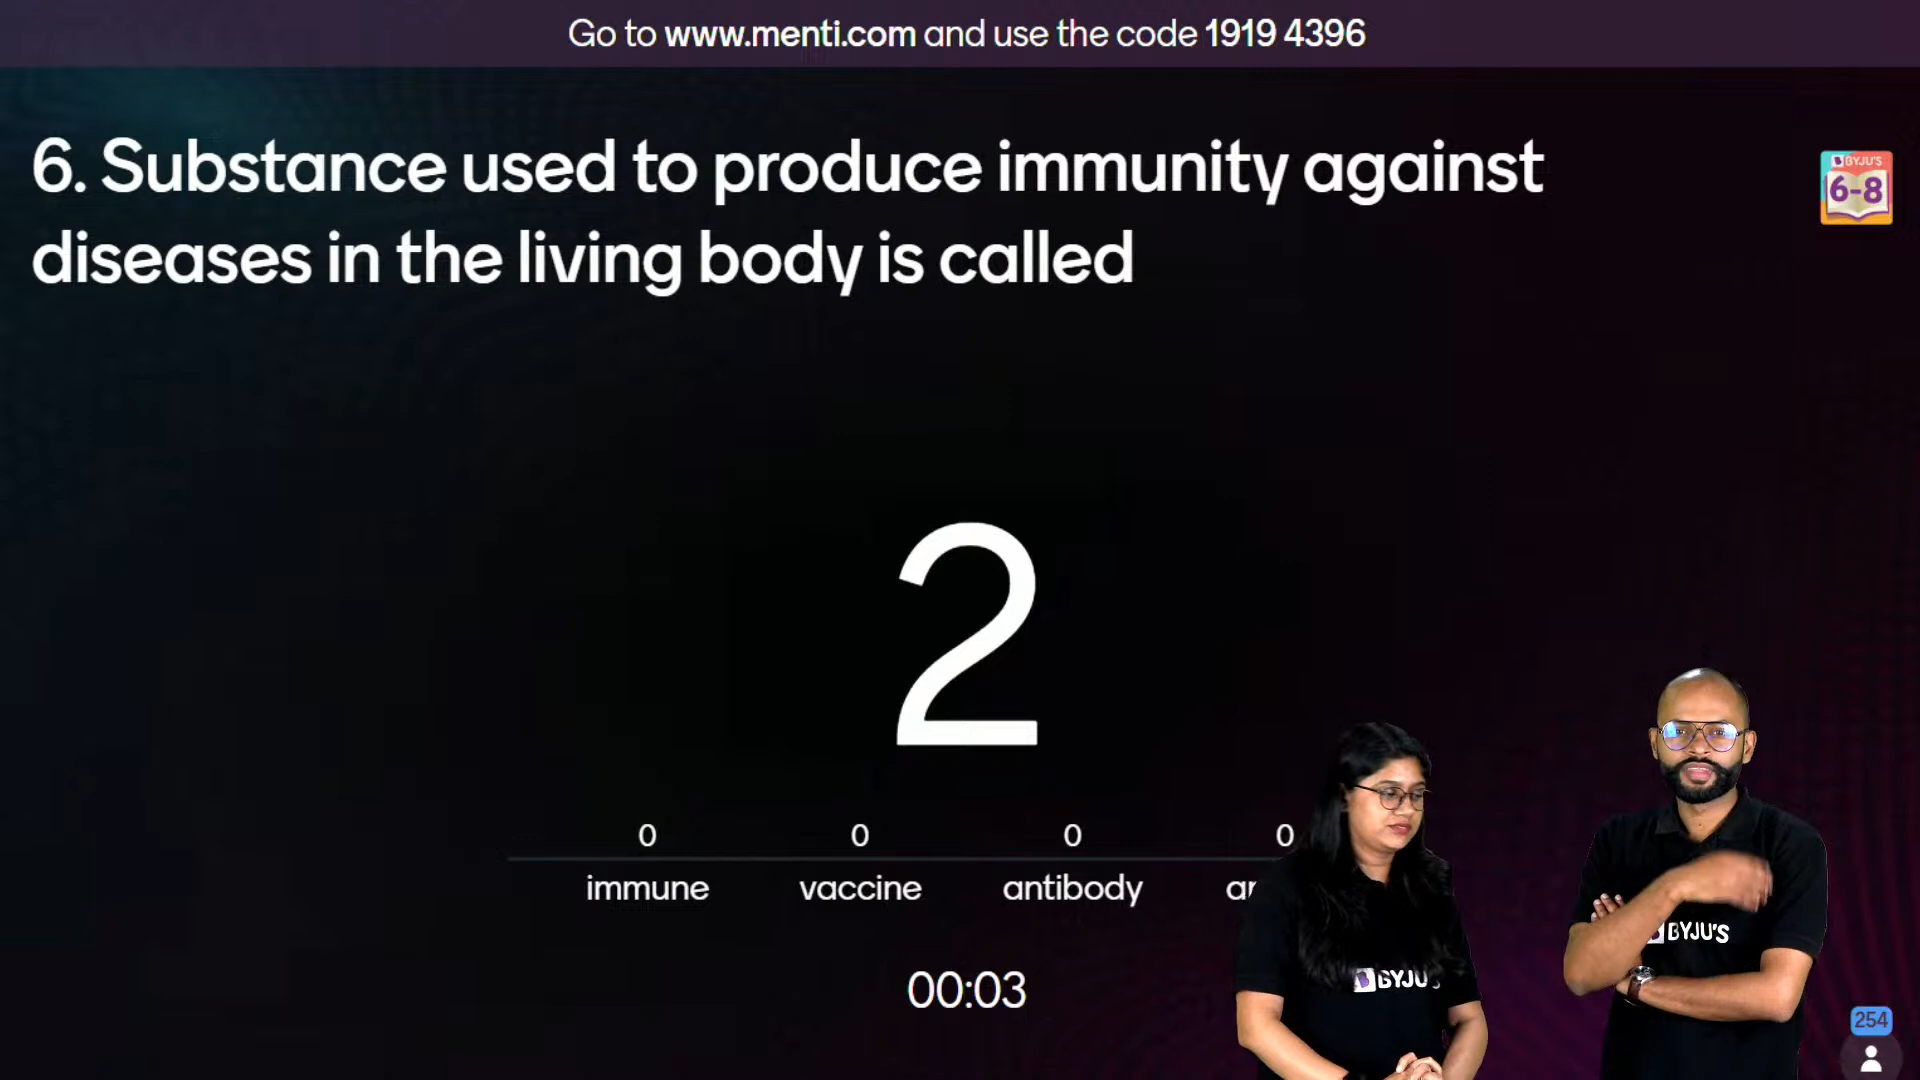 Go to www.menti.com and use the code 1919 4396
6. Substance used to produce immunity against
diseases in the living body is called
BYJU'S
6-8
2
0 0 0 0
immune vaccine antibody
00:03
BYJU'S
BYJU'S
254